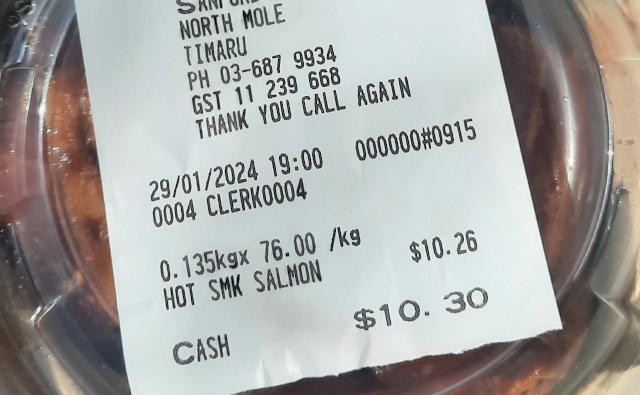 NORTH MOLE
TIMARU
PH 03-687 9934
GST 11 239 668
THANK YOU CALL AGAIN
29/01/2024 19:00 000000#0915
0004 CLERK0004
0.135kgx 76.00 /kg $10.26
HOT SMK SALMON
CASH $10.30